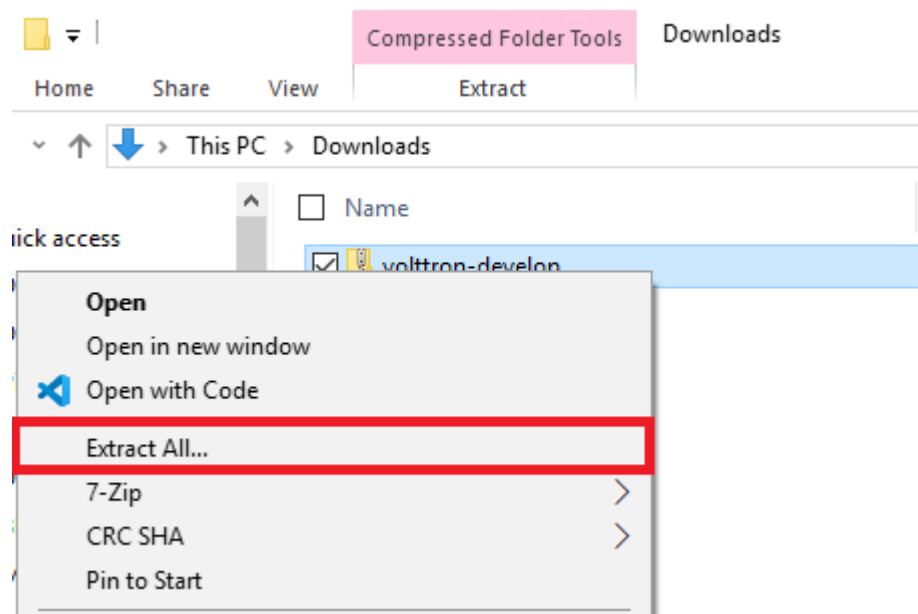 Compressed Folder Tools Downloads
Home Share View Extract
This PC Downloads
Name
ick access
volttron-develop
Open
Open in new window
Open with Code
Extract All...
7-Zip
CRC SHA
Pin to Start